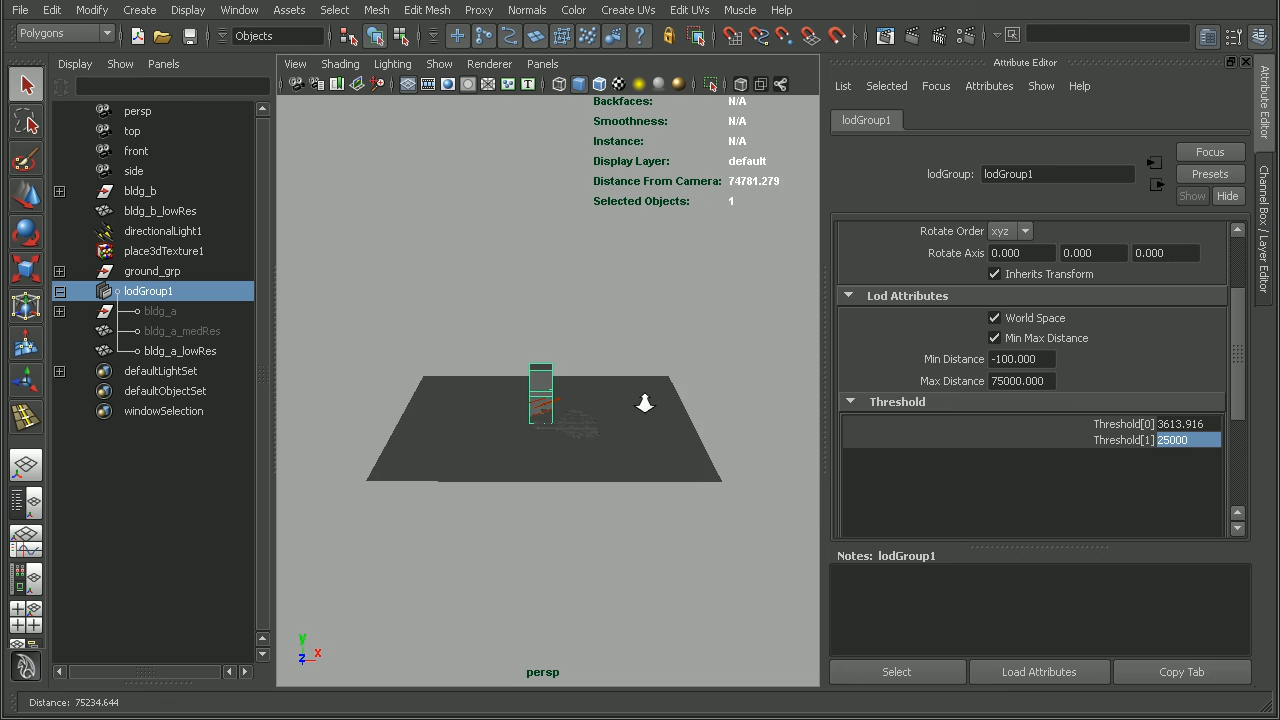 File Edit Modify Create Display Window Assets Select Mesh Edit Mesh Proxy Normals Color Create UVs Edit UVs Muscle Help
Polygons Objects
Display Show Panels
View Shading Lighting Show Renderer Panels
Attribute Editor
List Selected Focus Attributes Show Help
lodGroup1
lodGroup: lodGroup1
Focus
Presets
Show Hide
persp
top
front
side
bldg_b
bldg_b_lowRes
directionalLight1
place3dTexture1
ground_grp
lodGroup1
bldg_a
bldg_a_medRes
bldg_a_lowRes
defaultLightSet
defaultObjectSet
windowSelection
Backfaces: N/A
Smoothness: N/A
Instance: N/A
Display Layer: default
Distance From Camera: 74781.279
Selected Objects: 1
y
z x
persp
Rotate Order xyz
Rotate Axis 0.000 0.000 0.000
Inherits Transform
Lod Attributes
World Space
Min Max Distance
Min Distance -100.000
Max Distance 75000.000
Threshold
Threshold[0] 3613.916
Threshold[1] 25000
Notes: lodGroup1
Select Load Attributes Copy Tab
Attribute Editor
Channel Box / Layer Editor
Distance: 75234.644